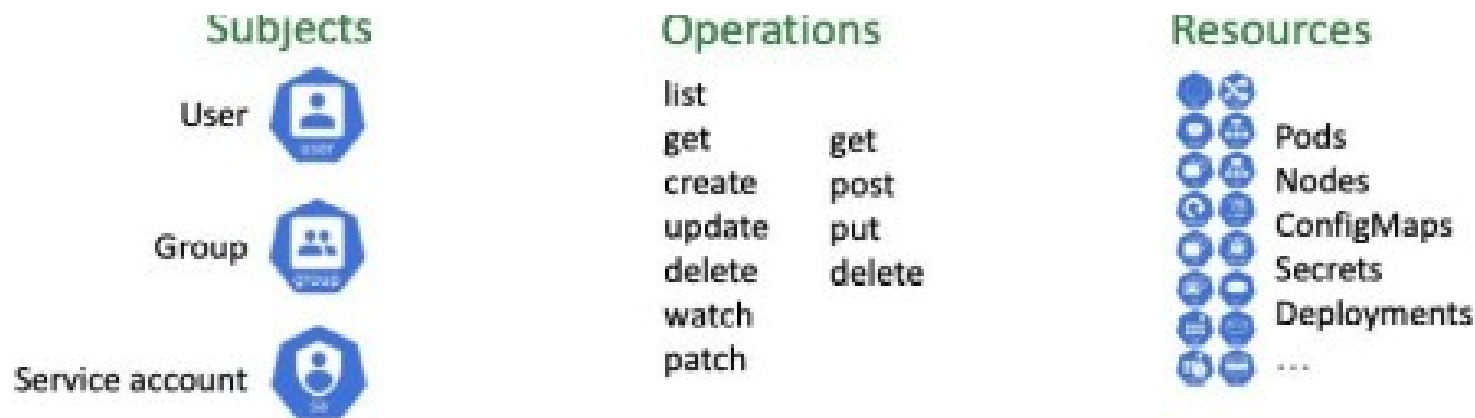 Subjects
Operations
Resources
User
Group
Service account
list
get get
create post
update put
delete delete
watch
patch
Pods
Nodes
ConfigMaps
Secrets
Deployments
...